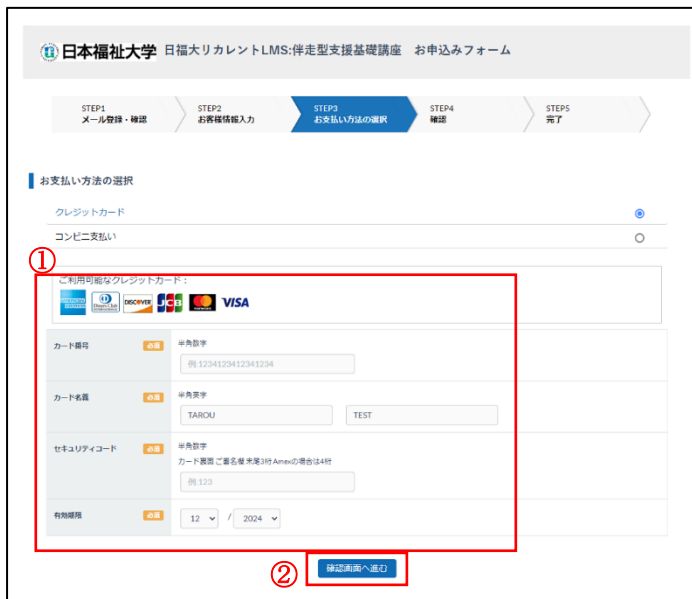 日本福祉大学 日福大リカレントLMS:伴走型支援基礎講座 お申込みフォーム
STEP1 STEP2 STEP3 STEP4 STEP5
メール登録・確認 お客様情報入力 お支払い方法の選択 確認 完了
お支払い方法の選択
クレジットカード
コンビニ支払い
①
ご利用可能なクレジットカード：
AMERICAN EXPRESS Diners Club INTERNATIONAL DISCOVER JCB mastercard VISA
カード番号 必須 半角数字
例:1234123412341234
カード名義 必須 半角英字
TAROU TEST
セキュリティコード 必須 半角数字
カード裏面 ご署名欄 末尾3桁 Amexの場合は4桁
例:123
有効期限 必須 12 / 2024
② 確認画面へ進む